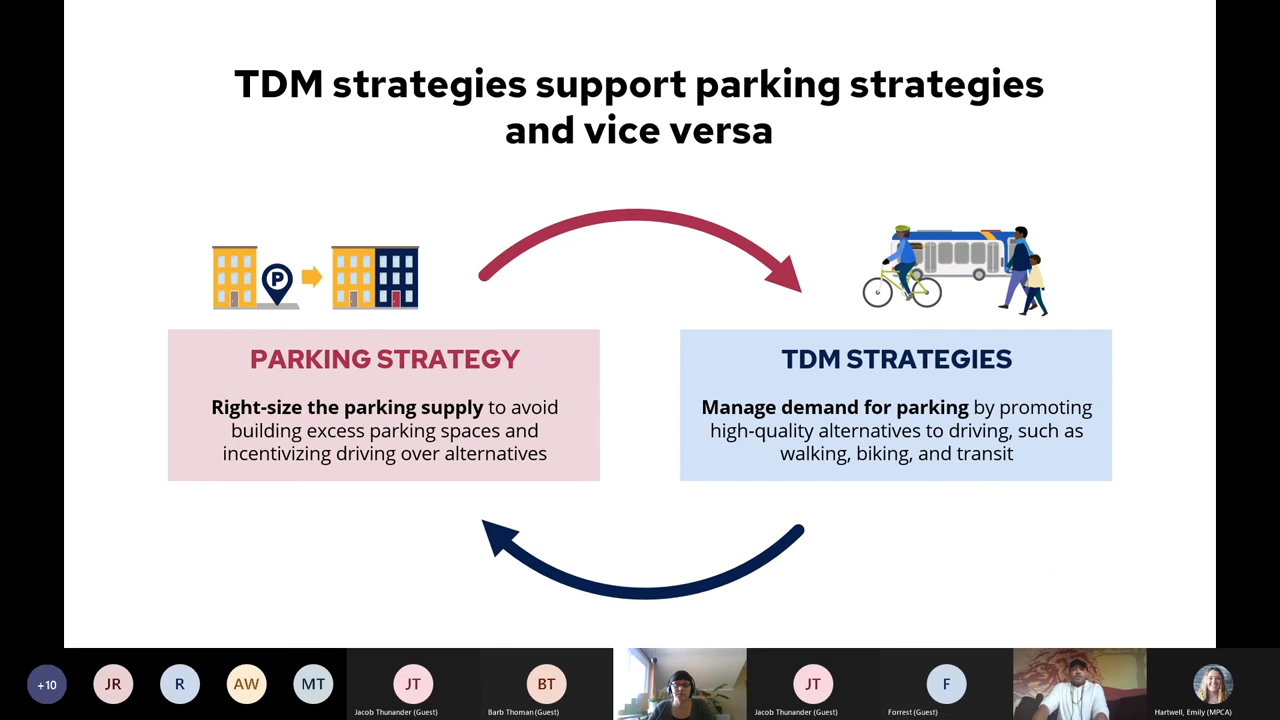 TDM strategies support parking strategies
and vice versa
P
PARKING STRATEGY
Right-size the parking supply to avoid
building excess parking spaces and
incentivizing driving over alternatives
TDM STRATEGIES
Manage demand for parking by promoting
high-quality alternatives to driving, such as
walking, biking, and transit
+10
JR
R
AW
MT
JT
Jacob Thunander (Guest)
BT
Barb Thoman (Guest)
JT
Jacob Thunander (Guest)
F
Forrest (Guest)
Hartwell, Emily (MPCA)